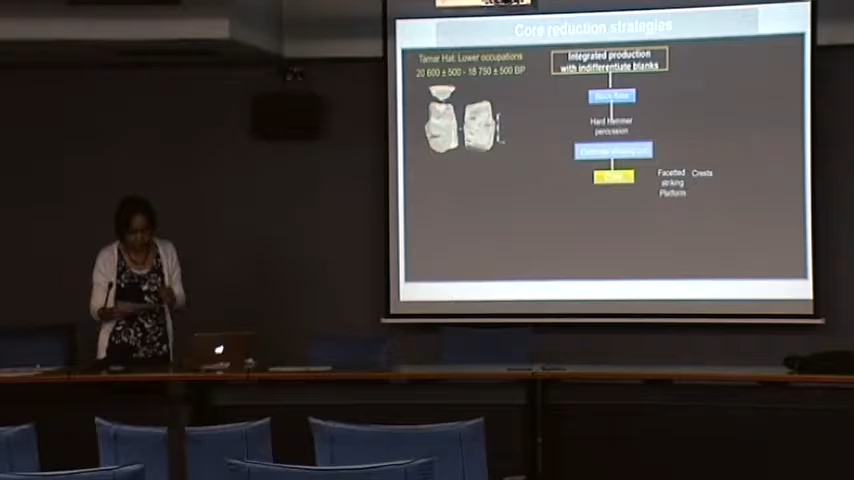 Core reduction strategies
Tamar Hat: Lower occupations
20 600 ± 500 - 18 750 ± 500 BP
Integrated production
with indifferentiate blanks
Hard Hammer
percussion
Facetted
striking
Platform
Crests